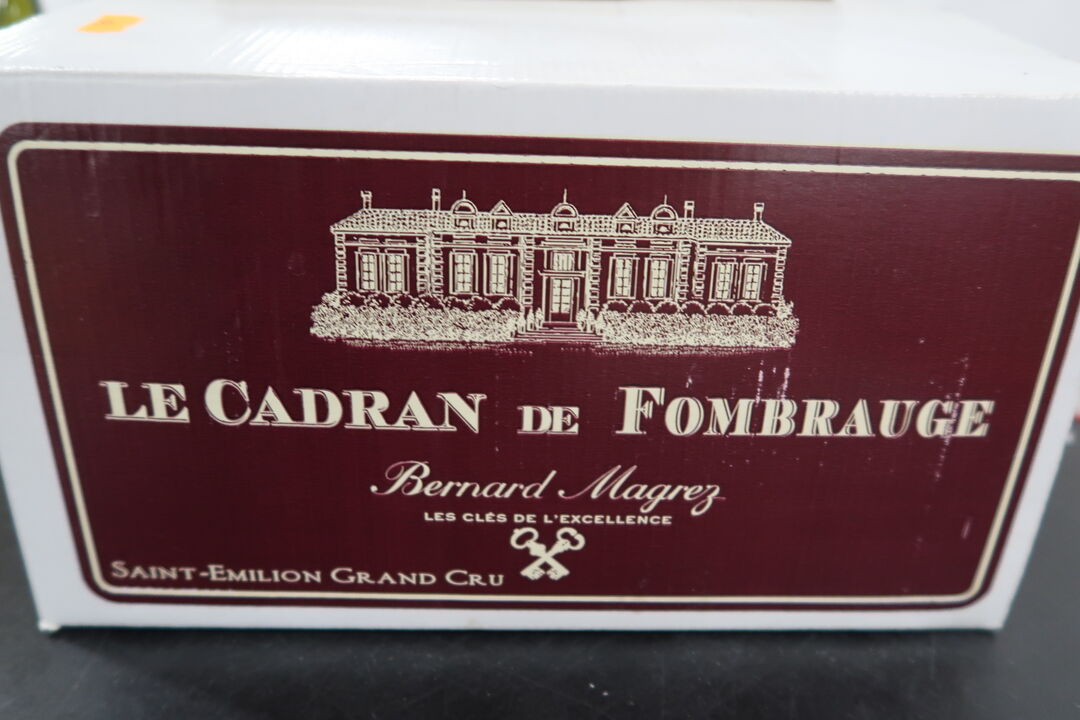 LE CADRAN DE FOMBRAUGE
Bernard Magrez
LES CLÉS DE L'EXCELLENCE
SAINT-EMILION GRAND CRU